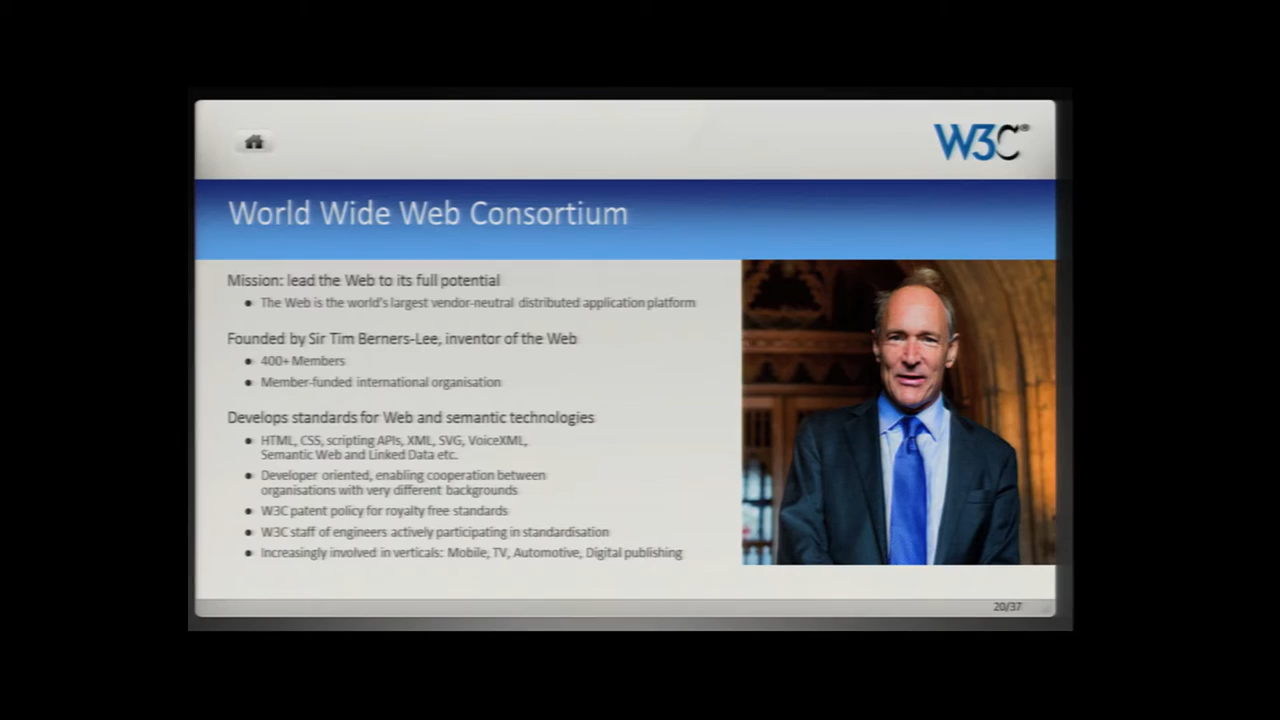 W3C®
World Wide Web Consortium
Mission: lead the Web to its full potential
● The Web is the world's largest vendor-neutral distributed application platform
Founded by Sir Tim Berners-Lee, inventor of the Web
● 400+ Members
● Member-funded international organisation
Develops standards for Web and semantic technologies
● HTML, CSS, scripting APIs, XML, SVG, VoiceXML,
Semantic Web and Linked Data etc.
● Developer oriented, enabling cooperation between
organisations with very different backgrounds
● W3C patent policy for royalty free standards
● W3C staff of engineers actively participating in standardisation
● Increasingly involved in verticals: Mobile, TV, Automotive, Digital publishing
20/37